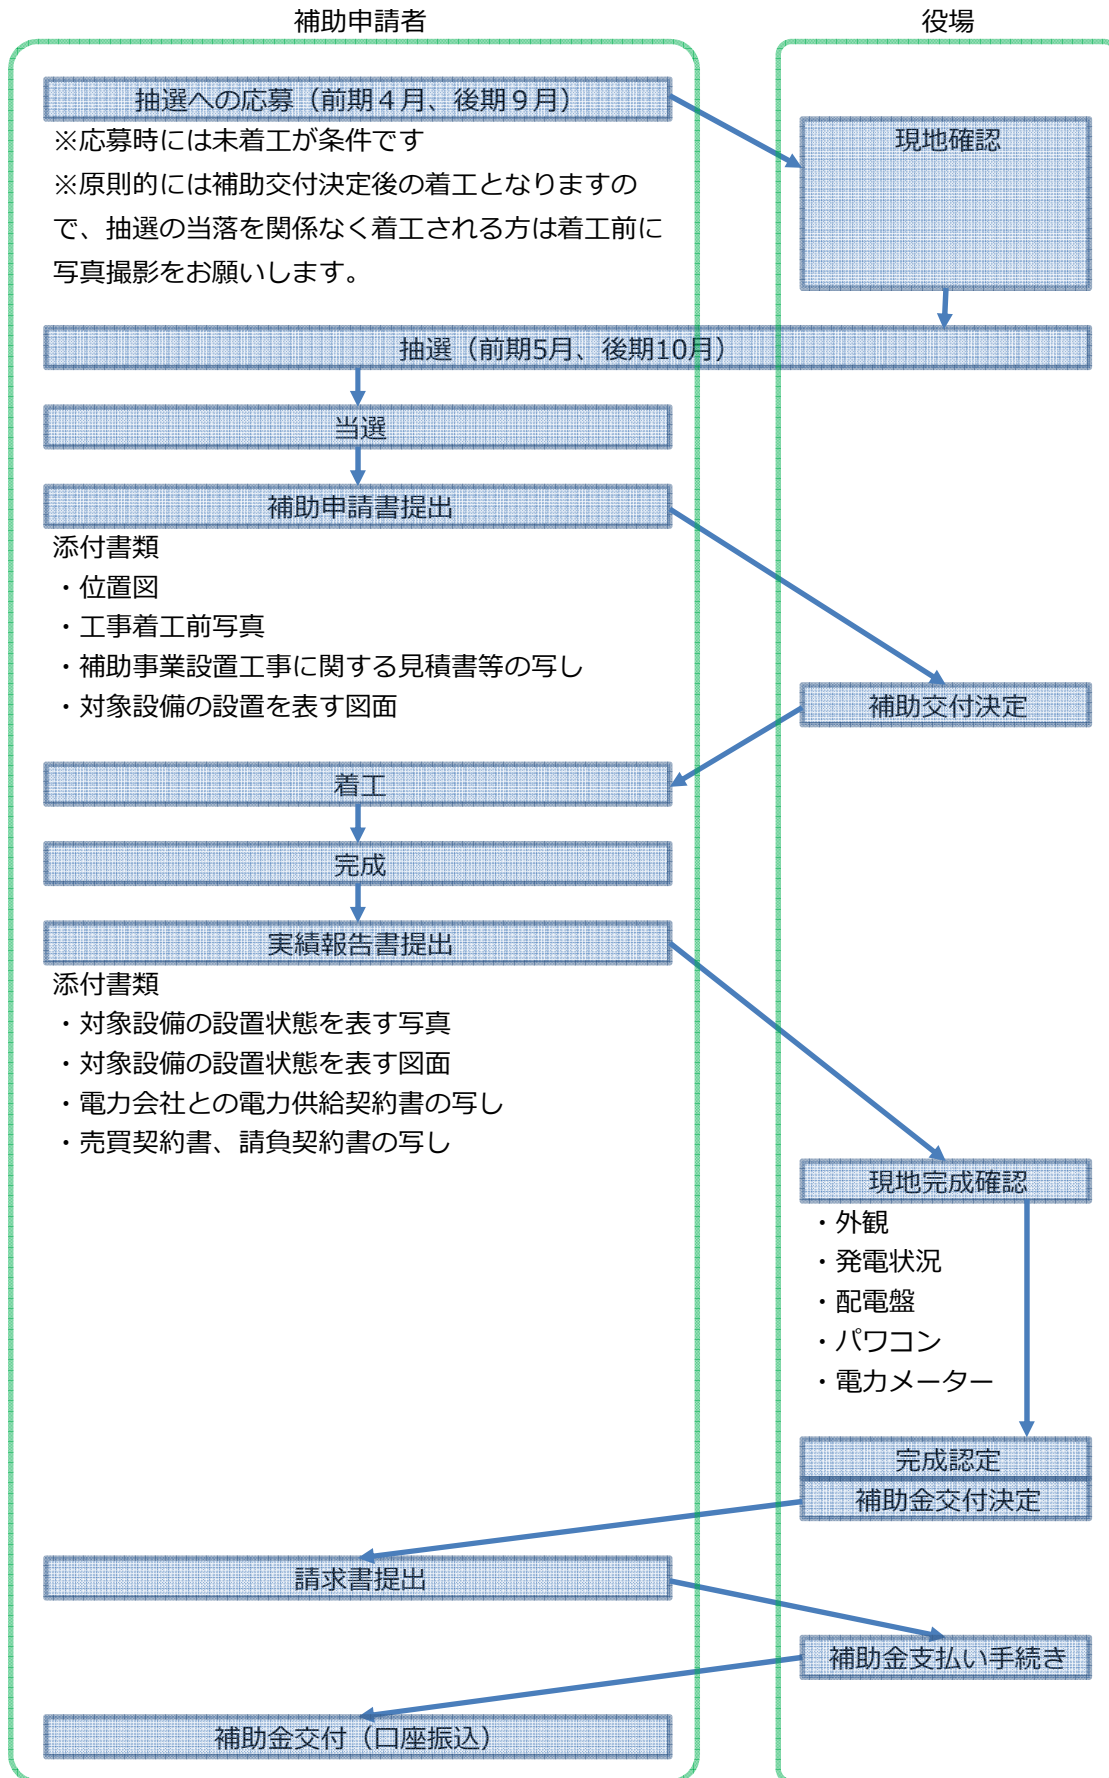 補助申請者
役場
抽選への応募（前期４月、後期９月）
※応募時には未着工が条件です
※原則的には補助交付決定後の着工となりますの
で、抽選の当落を関係なく着工される方は着工前に
写真撮影をお願いします。
現地確認
抽選（前期5月、後期10月）
当選
補助申請書提出
添付書類
・位置図
・工事着工前写真
・補助事業設置工事に関する見積書等の写し
・対象設備の設置を表す図面
補助交付決定
着工
完成
実績報告書提出
添付書類
・対象設備の設置状態を表す写真
・対象設備の設置状態を表す図面
・電力会社との電力供給契約書の写し
・売買契約書、請負契約書の写し
現地完成確認
・外観
・発電状況
・配電盤
・パワコン
・電力メーター
完成認定
補助金交付決定
請求書提出
補助金支払い手続き
補助金交付（口座振込）